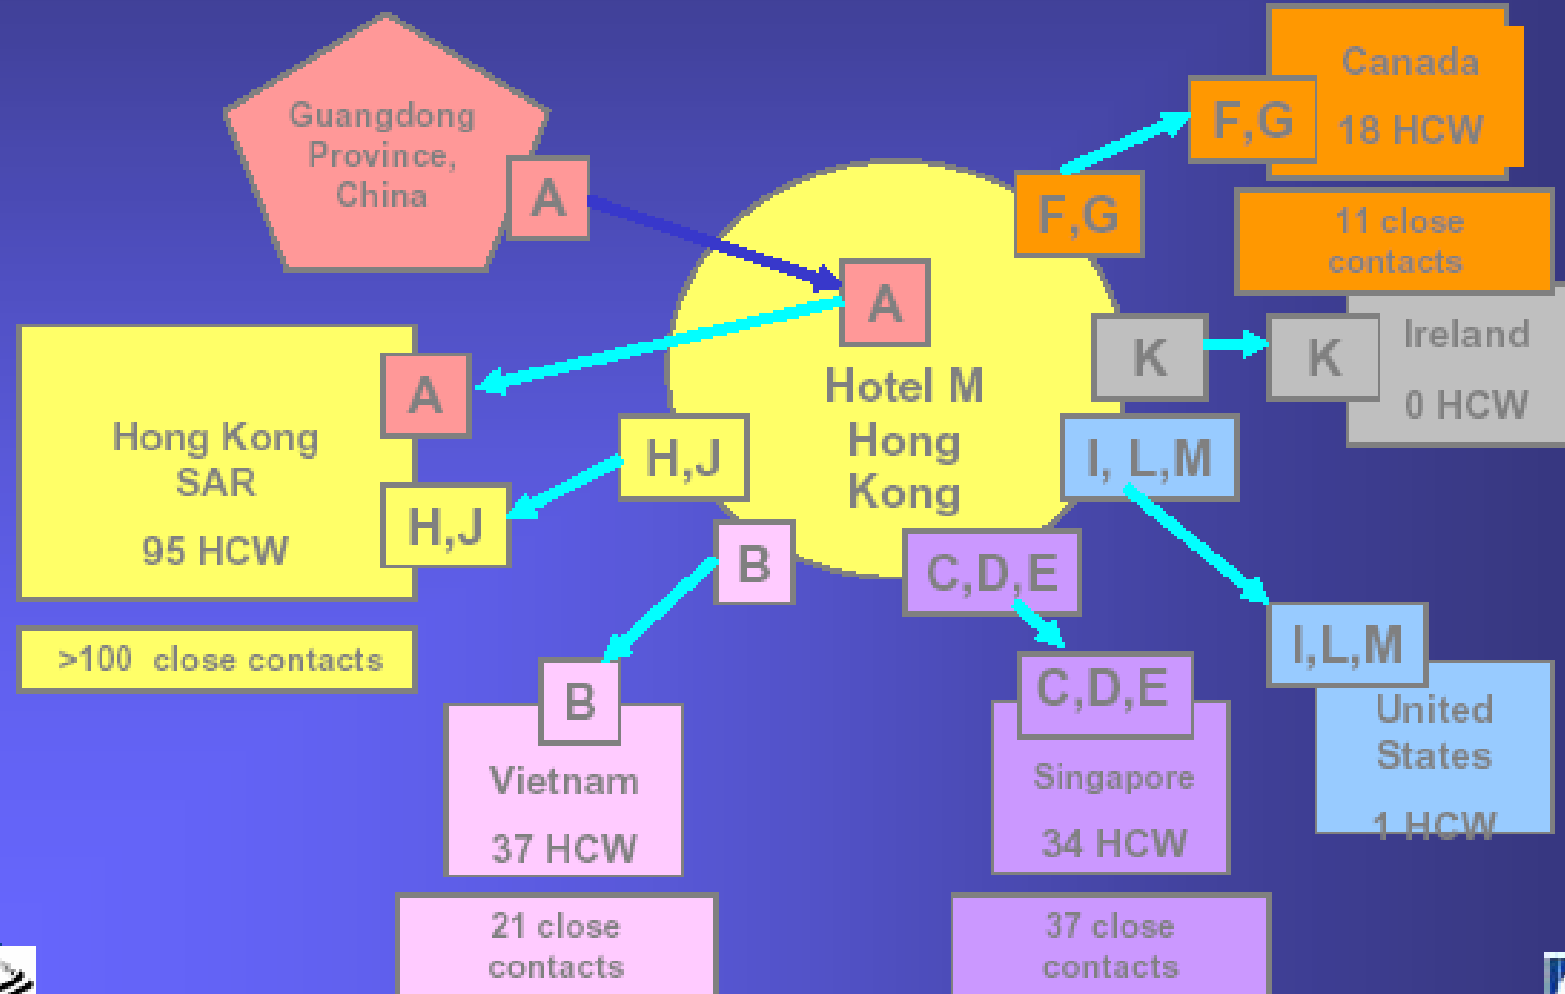 Guangdong
Province,
China
A
A
Hotel M
Hong
Kong
F,G
F,G
Canada
18 HCW
11 close
contacts
K
K
Ireland
0 HCW
I, L,M
I,L,M
United
States
1 HCW
A
Hong Kong
SAR
95 HCW
H,J
H,J
>100 close contacts
B
B
Vietnam
37 HCW
21 close
contacts
C,D,E
C,D,E
Singapore
34 HCW
37 close
contacts